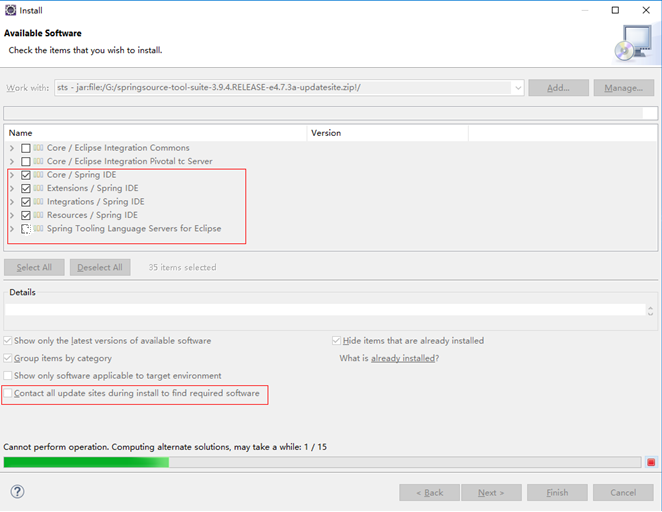 Install
Available Software
Check the items that you wish to install.
Work with: sts - jar:file:/G:/springsource-tool-suite-3.9.4.RELEASE-e4.7.3a-updatesite.zip!/ Add... Manage...
Name Version
Core / Eclipse Integration Commons
Core / Eclipse Integration Pivotal tc Server
Core / Spring IDE
Extensions / Spring IDE
Integrations / Spring IDE
Resources / Spring IDE
Spring Tooling Language Servers for Eclipse
Select All Deselect All 35 items selected
Details
Show only the latest versions of available software Hide items that are already installed
Group items by category What is already installed?
Show only software applicable to target environment
Contact all update sites during install to find required software
Cannot perform operation. Computing alternate solutions, may take a while: 1 / 15
? < Back Next > Finish Cancel